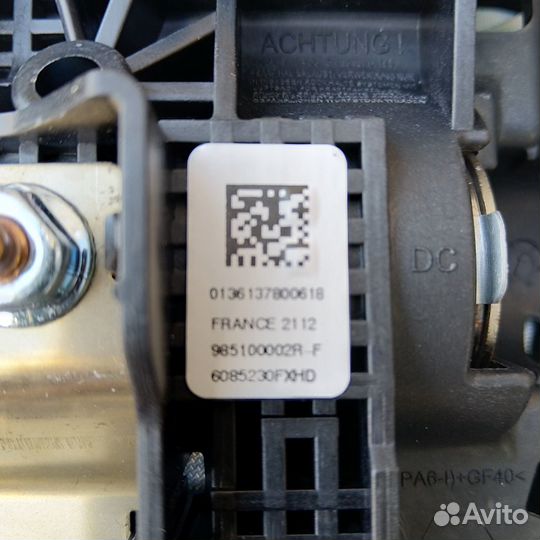 ACHTUNG!
0136137800618
FRANCE 2112
985100002R-F
6085230FXHD
DC
PA6-I)+GF40<
Avito